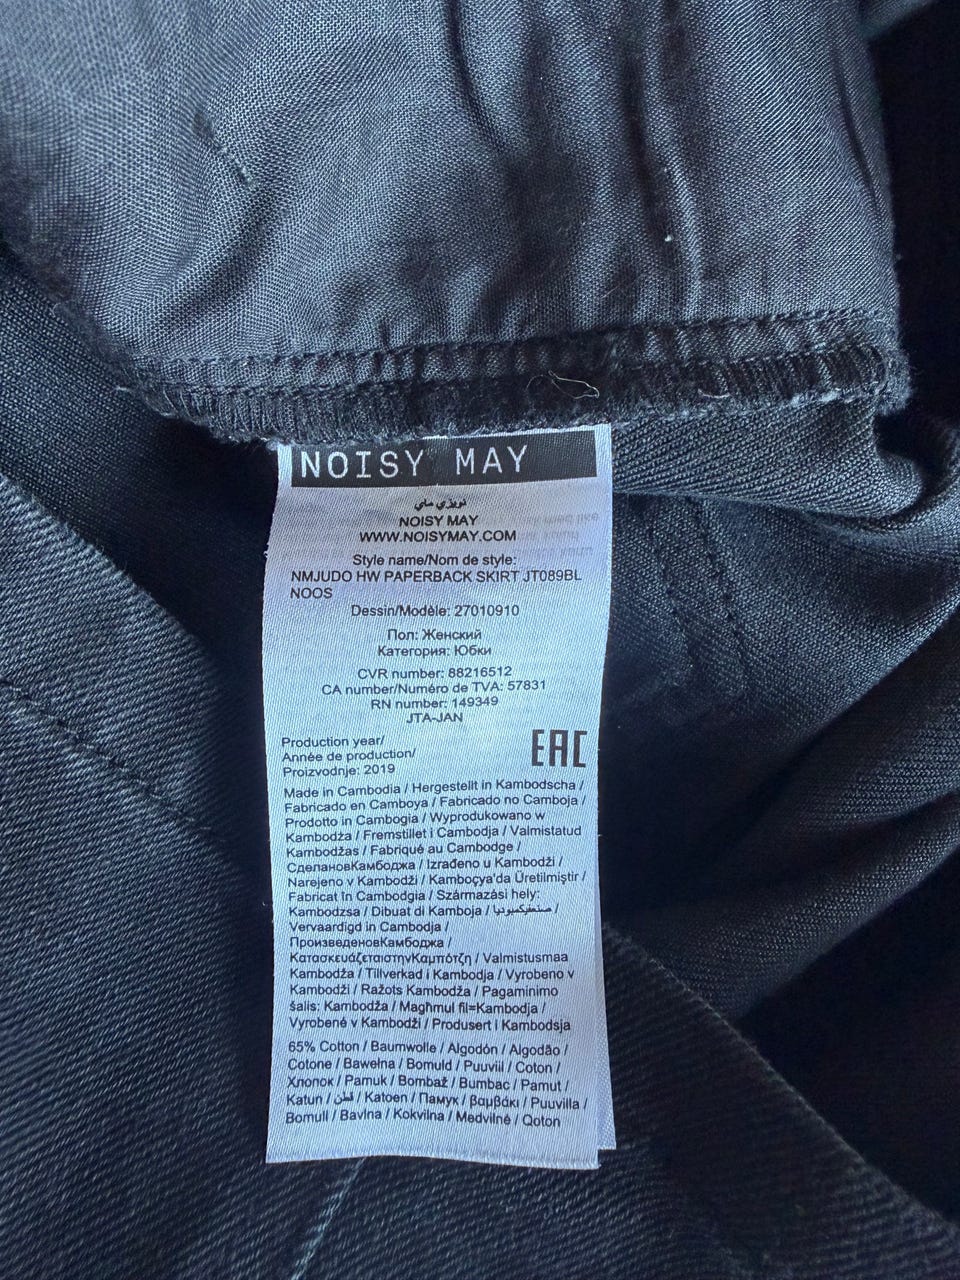 NOISY MAY
نويزي ماي
NOISY MAY
WWW.NOISYMAY.COM
Style name/Nom de style:
NMJUDO HW PAPERBACK SKIRT JT089BL
NOOS
Dessin/Modèle: 27010910
Пол: Женский
Категория: Юбки
CVR number: 88216512
CA number/Numéro de TVA: 57831
RN number: 149349
JTA-JAN
Production year/
Année de production/
Proizvodnje: 2019
EAC
Made in Cambodia / Hergestellt in Kambodscha /
Fabricado en Camboya / Fabricado no Camboja /
Prodotto in Cambogia / Wyprodukowano w
Kambodża / Fremstillet i Cambodja / Valmistatud
Kambodžas / Fabriqué au Cambodge /
СделановКамбоджа / Izrađeno u Kambodži /
Narejeno v Kambodži / Kamboçya'da Üretilmiştir /
Fabricat în Cambodgia / Származási hely:
Kambodzsa / Dibuat di Kamboja / صنعفيكمبوديا /
Vervaardigd in Cambodja /
ПроизведеновКамбоджа /
ΚατασκευάζεταιστηνΚαμπότζη / Valmistusmaa
Kambodža / Tillverkad i Kambodja / Vyrobeno v
Kambodži / Ražots Kambodža / Pagaminimo
šalis: Kambodža / Magħmul fil=Kambodja /
Vyrobené v Kambodži / Produsert i Kambodsja
65% Cotton / Baumwolle / Algodón / Algodão /
Cotone / Bawełna / Bomuld / Puuviil / Coton /
Хлопок / Pamuk / Bombaž / Bumbac / Pamut /
Katun / قطن / Katoen / Памук / βαμβάκι / Puuvilla /
Bomull / Bavlna / Kokvilna / Medvilnė / Qoton